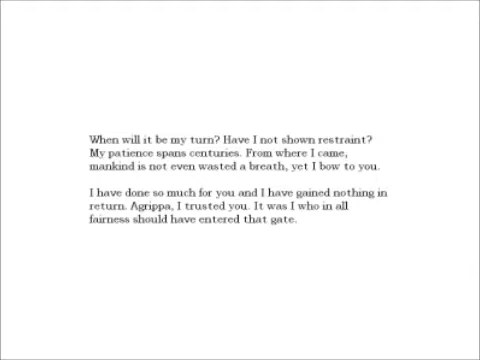 When will it be my turn? Have I not shown restraint?
My patience spans centuries. From where I came,
mankind is not even wasted a breath, yet I bow to you.
I have done so much for you and I have gained nothing in
return. Agrippa, I trusted you. It was I who in all
fairness should have entered that gate.